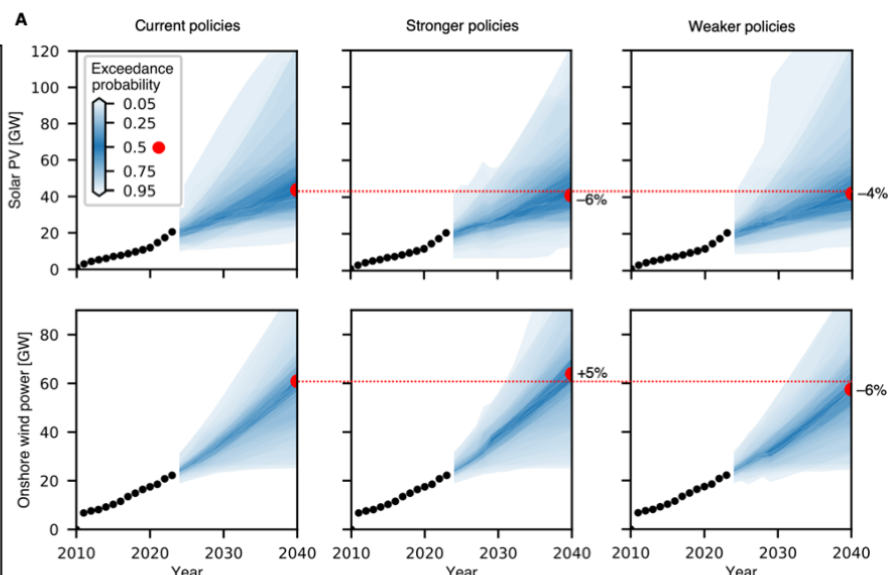 A
Current policies
Stronger policies
Weaker policies
Solar PV [GW]
120
100
80
60
40
20
0
Exceedance
probability
0.05
0.25
0.5
0.75
0.95
−6%
−4%
Onshore wind power [GW]
80
60
40
20
0
+5%
−6%
2010 2020 2030 2040
2010 2020 2030 2040
2010 2020 2030 2040
Year
Year
Year